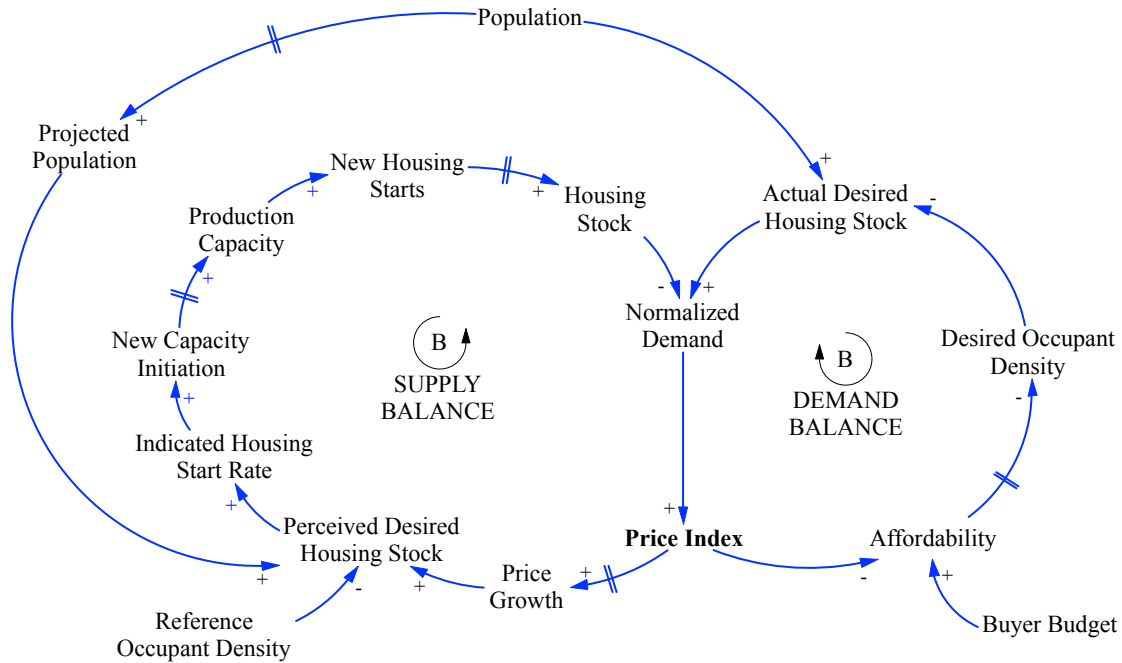 Population
+
Projected
Population
+
New Housing
Starts
+
Housing
Stock
+
Actual Desired
Housing Stock
-
Production
Capacity
+
-
+
Normalized
Demand
New Capacity
Initiation
+
B
SUPPLY
BALANCE
B
DEMAND
BALANCE
Desired Occupant
Density
-
Indicated Housing
Start Rate
+
Perceived Desired
Housing Stock
+
-
+
Price
Growth
+
+
Price Index
Affordability
-
+
Reference
Occupant Density
Buyer Budget